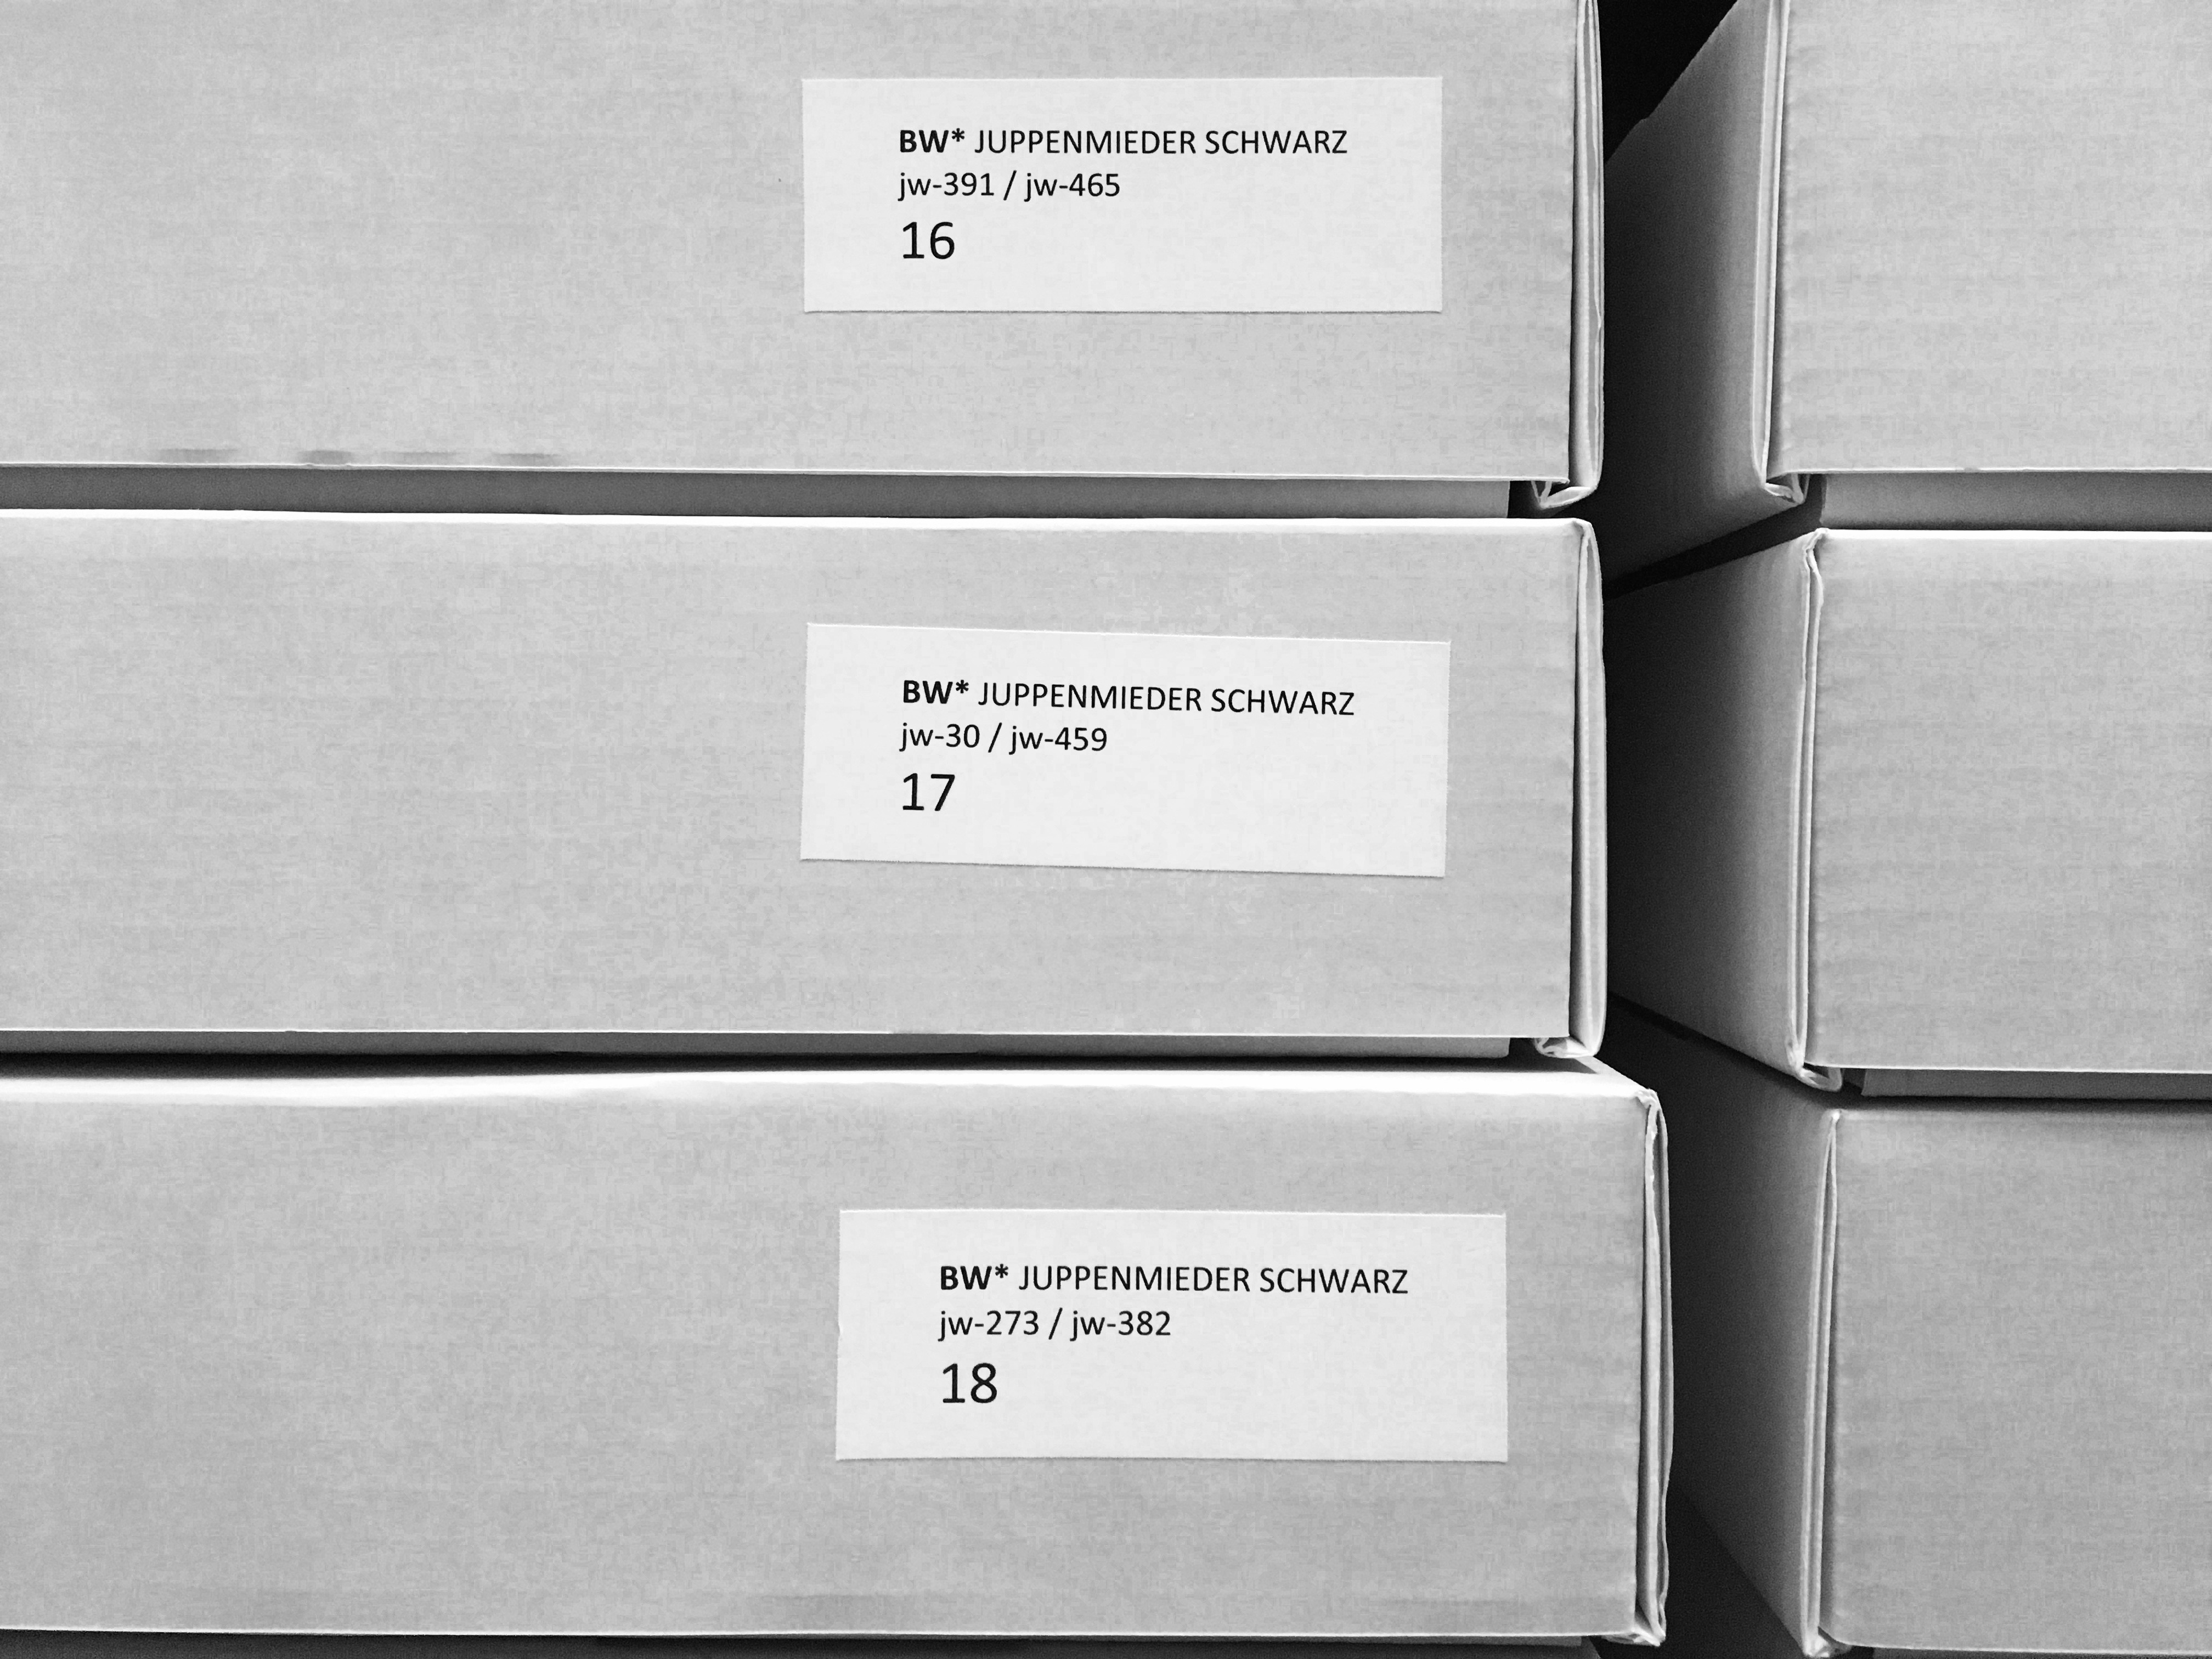 BW* JUPPENMIEDER SCHWARZ
jw-391 / jw-465
16
BW* JUPPENMIEDER SCHWARZ
jw-30 / jw-459
17
BW* JUPPENMIEDER SCHWARZ
jw-273 / jw-382
18